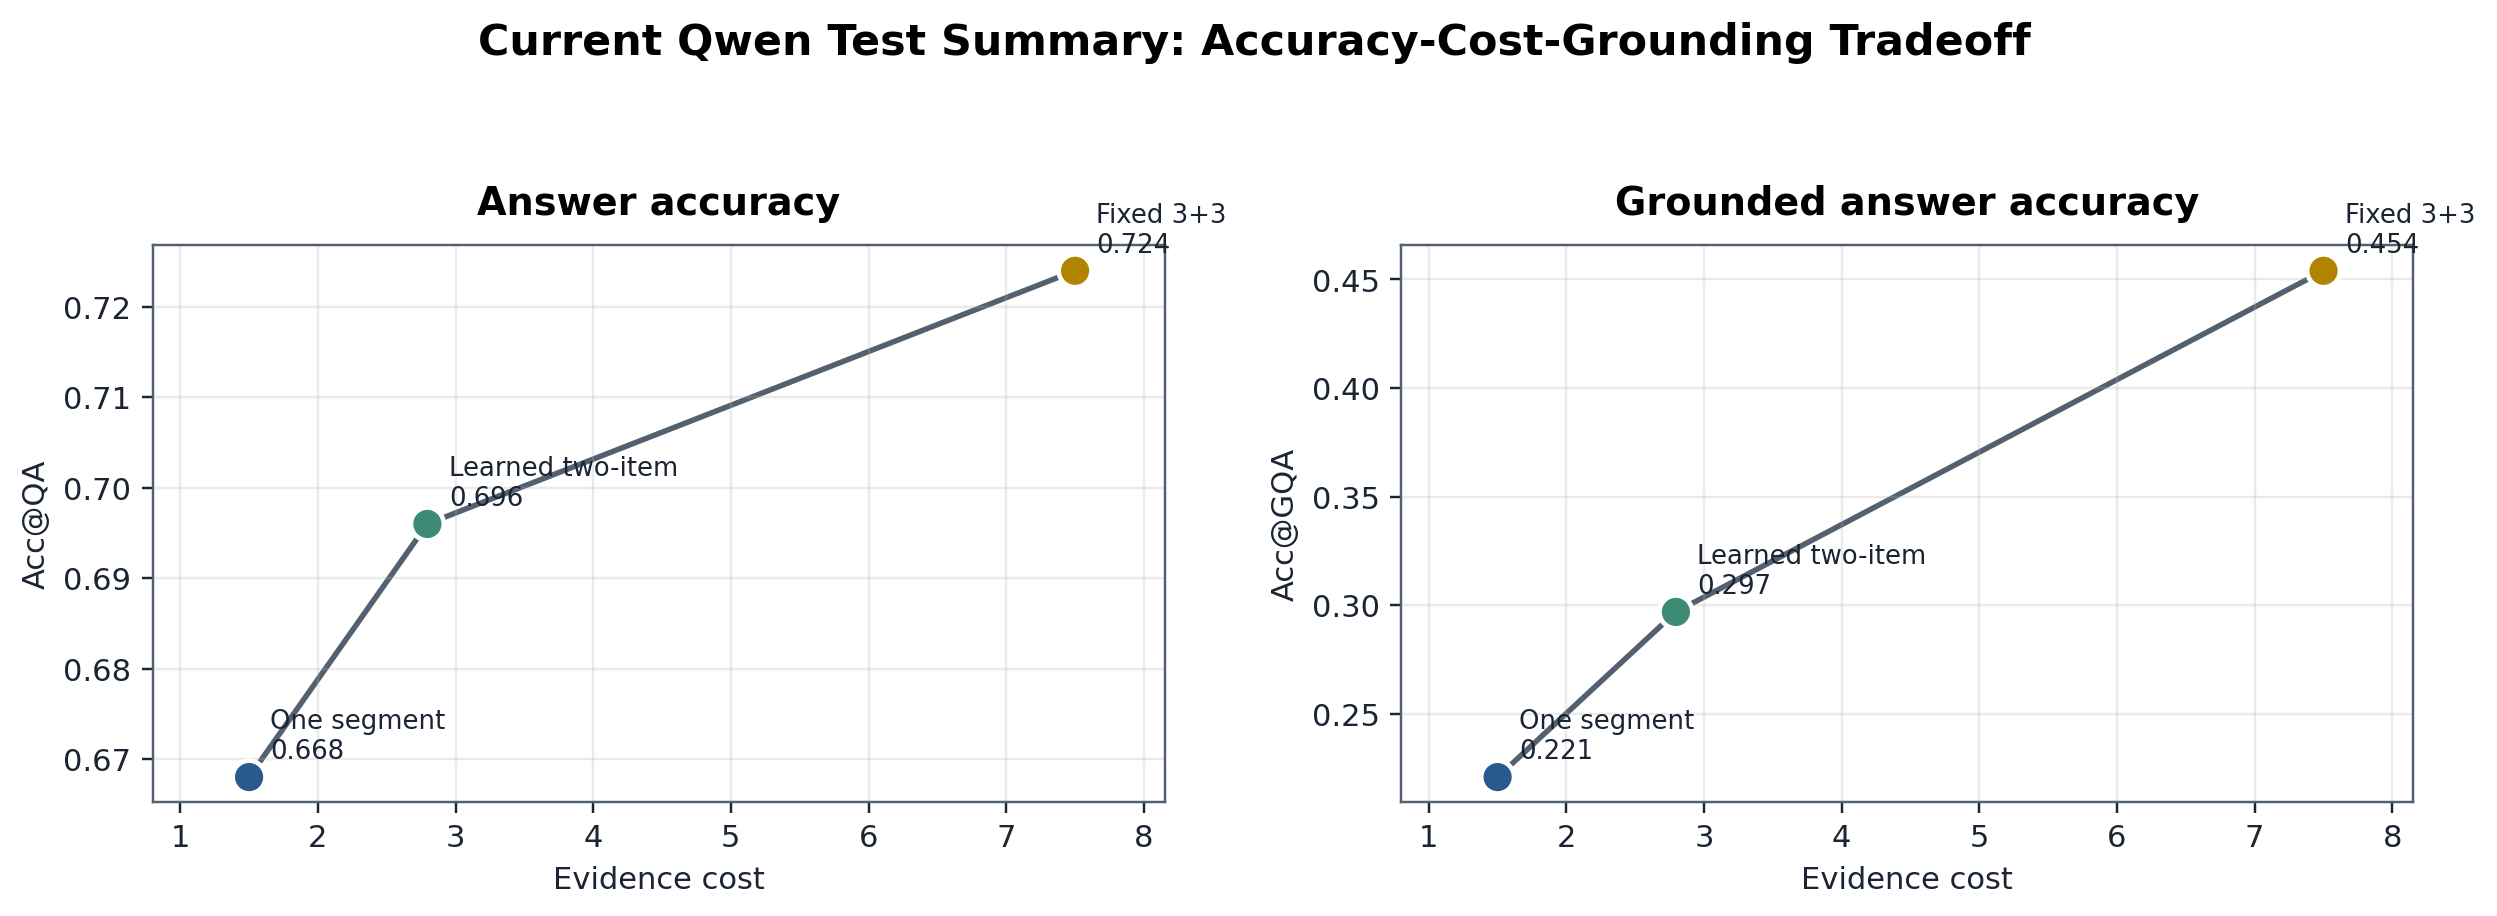 Current Qwen Test Summary: Accuracy-Cost-Grounding Tradeoff
Answer accuracy
Fixed 3+3
0.724
0.72
0.71
0.70
0.69
0.68
0.67
Acc@QA
Learned two-item
0.696
One segment
0.668
1 2 3 4 5 6 7 8
Evidence cost
Grounded answer accuracy
Fixed 3+3
0.454
0.45
0.40
0.35
0.30
0.25
Acc@GQA
Learned two-item
0.297
One segment
0.221
1 2 3 4 5 6 7 8
Evidence cost